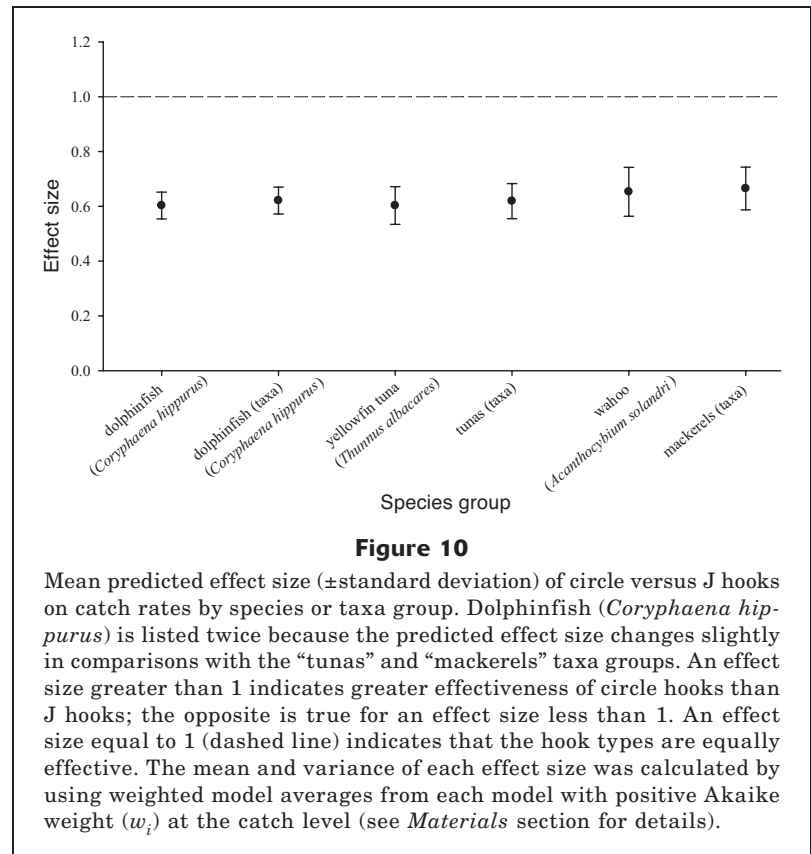 1.2
1.0
0.8
0.6
0.4
0.2
0.0
Effect size
dolphinfish
(Coryphaena hippurus)
dolphinfish (taxa)
(Coryphaena hippurus)
yellowfin tuna
(Thunnus albacares)
tunas (taxa)
wahoo
(Acanthocybium solandri)
mackerels (taxa)
Species group
Figure 10
Mean predicted effect size (±standard deviation) of circle versus J hooks
on catch rates by species or taxa group. Dolphinfish (Coryphaena hip-
purus) is listed twice because the predicted effect size changes slightly
in comparisons with the “tunas” and “mackerels” taxa groups. An effect
size greater than 1 indicates greater effectiveness of circle hooks than
J hooks; the opposite is true for an effect size less than 1. An effect
size equal to 1 (dashed line) indicates that the hook types are equally
effective. The mean and variance of each effect size was calculated by
using weighted model averages from each model with positive Akaike
weight (wi) at the catch level (see Materials section for details).